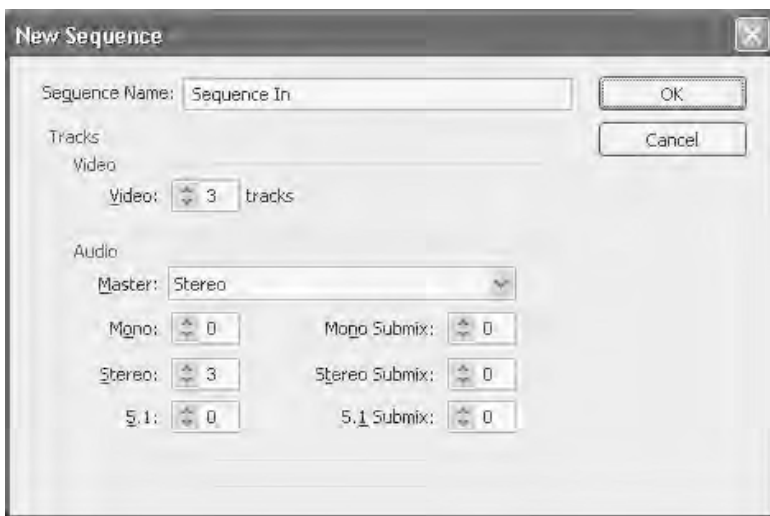 New Sequence
Sequence Name: Sequence In
OK
Tracks
Cancel
Video
Video: 3 tracks
Audio
Master: Stereo
Mono: 0 Mono Submix: 0
Stereo: 3 Stereo Submix: 0
5.1: 0 5.1 Submix: 0